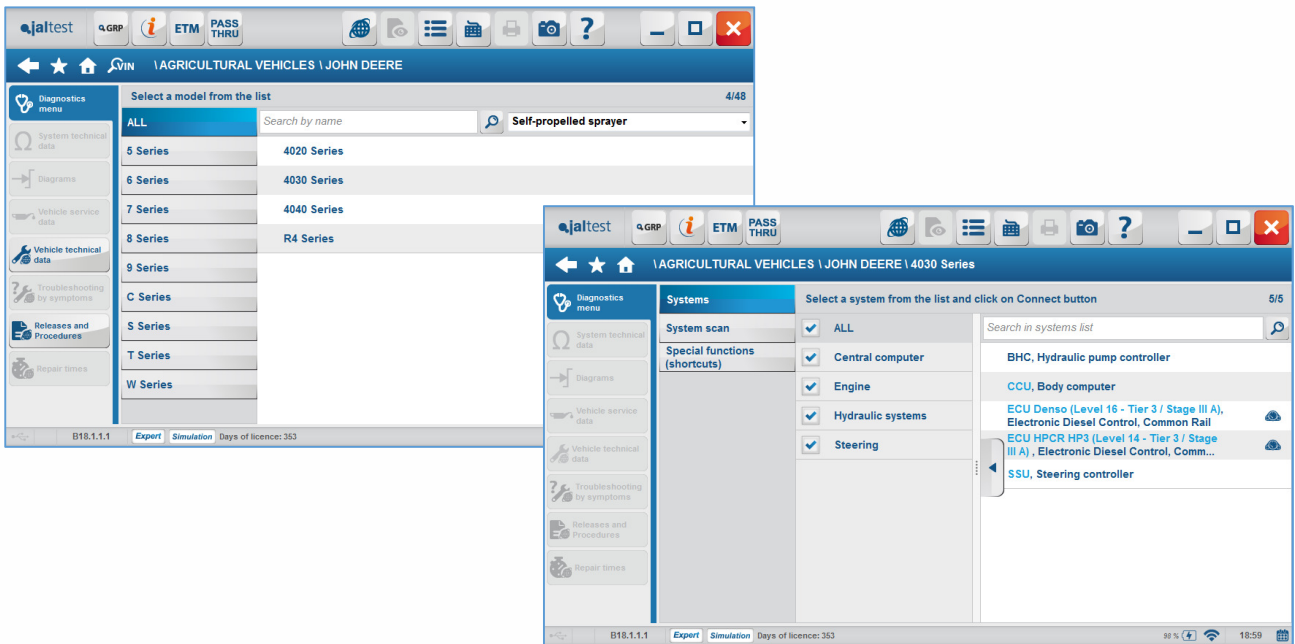 jaltest GRP i ETM PASS THRU ?
VIN \ AGRICULTURAL VEHICLES \ JOHN DEERE
Diagnostics menu
System technical data
Diagrams
Vehicle service data
Vehicle technical data
Troubleshooting by symptoms
Releases and Procedures
Repair times
Select a model from the list 4/48
ALL
5 Series
6 Series
7 Series
8 Series
9 Series
C Series
S Series
T Series
W Series
Search by name Self-propelled sprayer
4020 Series
4030 Series
4040 Series
R4 Series
B18.1.1.1 Expert Simulation Days of licence: 353
jaltest GRP i ETM PASS THRU ?
\ AGRICULTURAL VEHICLES \ JOHN DEERE \ 4030 Series
Diagnostics menu
System technical data
Diagrams
Vehicle service data
Vehicle technical data
Troubleshooting by symptoms
Releases and Procedures
Repair times
Systems
System scan
Special functions
(shortcuts)
Select a system from the list and click on Connect button 5/5
ALL
Central computer
Engine
Hydraulic systems
Steering
Search in systems list
BHC, Hydraulic pump controller
CCU, Body computer
ECU Denso (Level 16 - Tier 3 / Stage III A),
Electronic Diesel Control, Common Rail
ECU HPCR HP3 (Level 14 - Tier 3 / Stage
III A) , Electronic Diesel Control, Comm...
SSU, Steering controller
B18.1.1.1 Expert Simulation Days of licence: 353 98 % 18:59